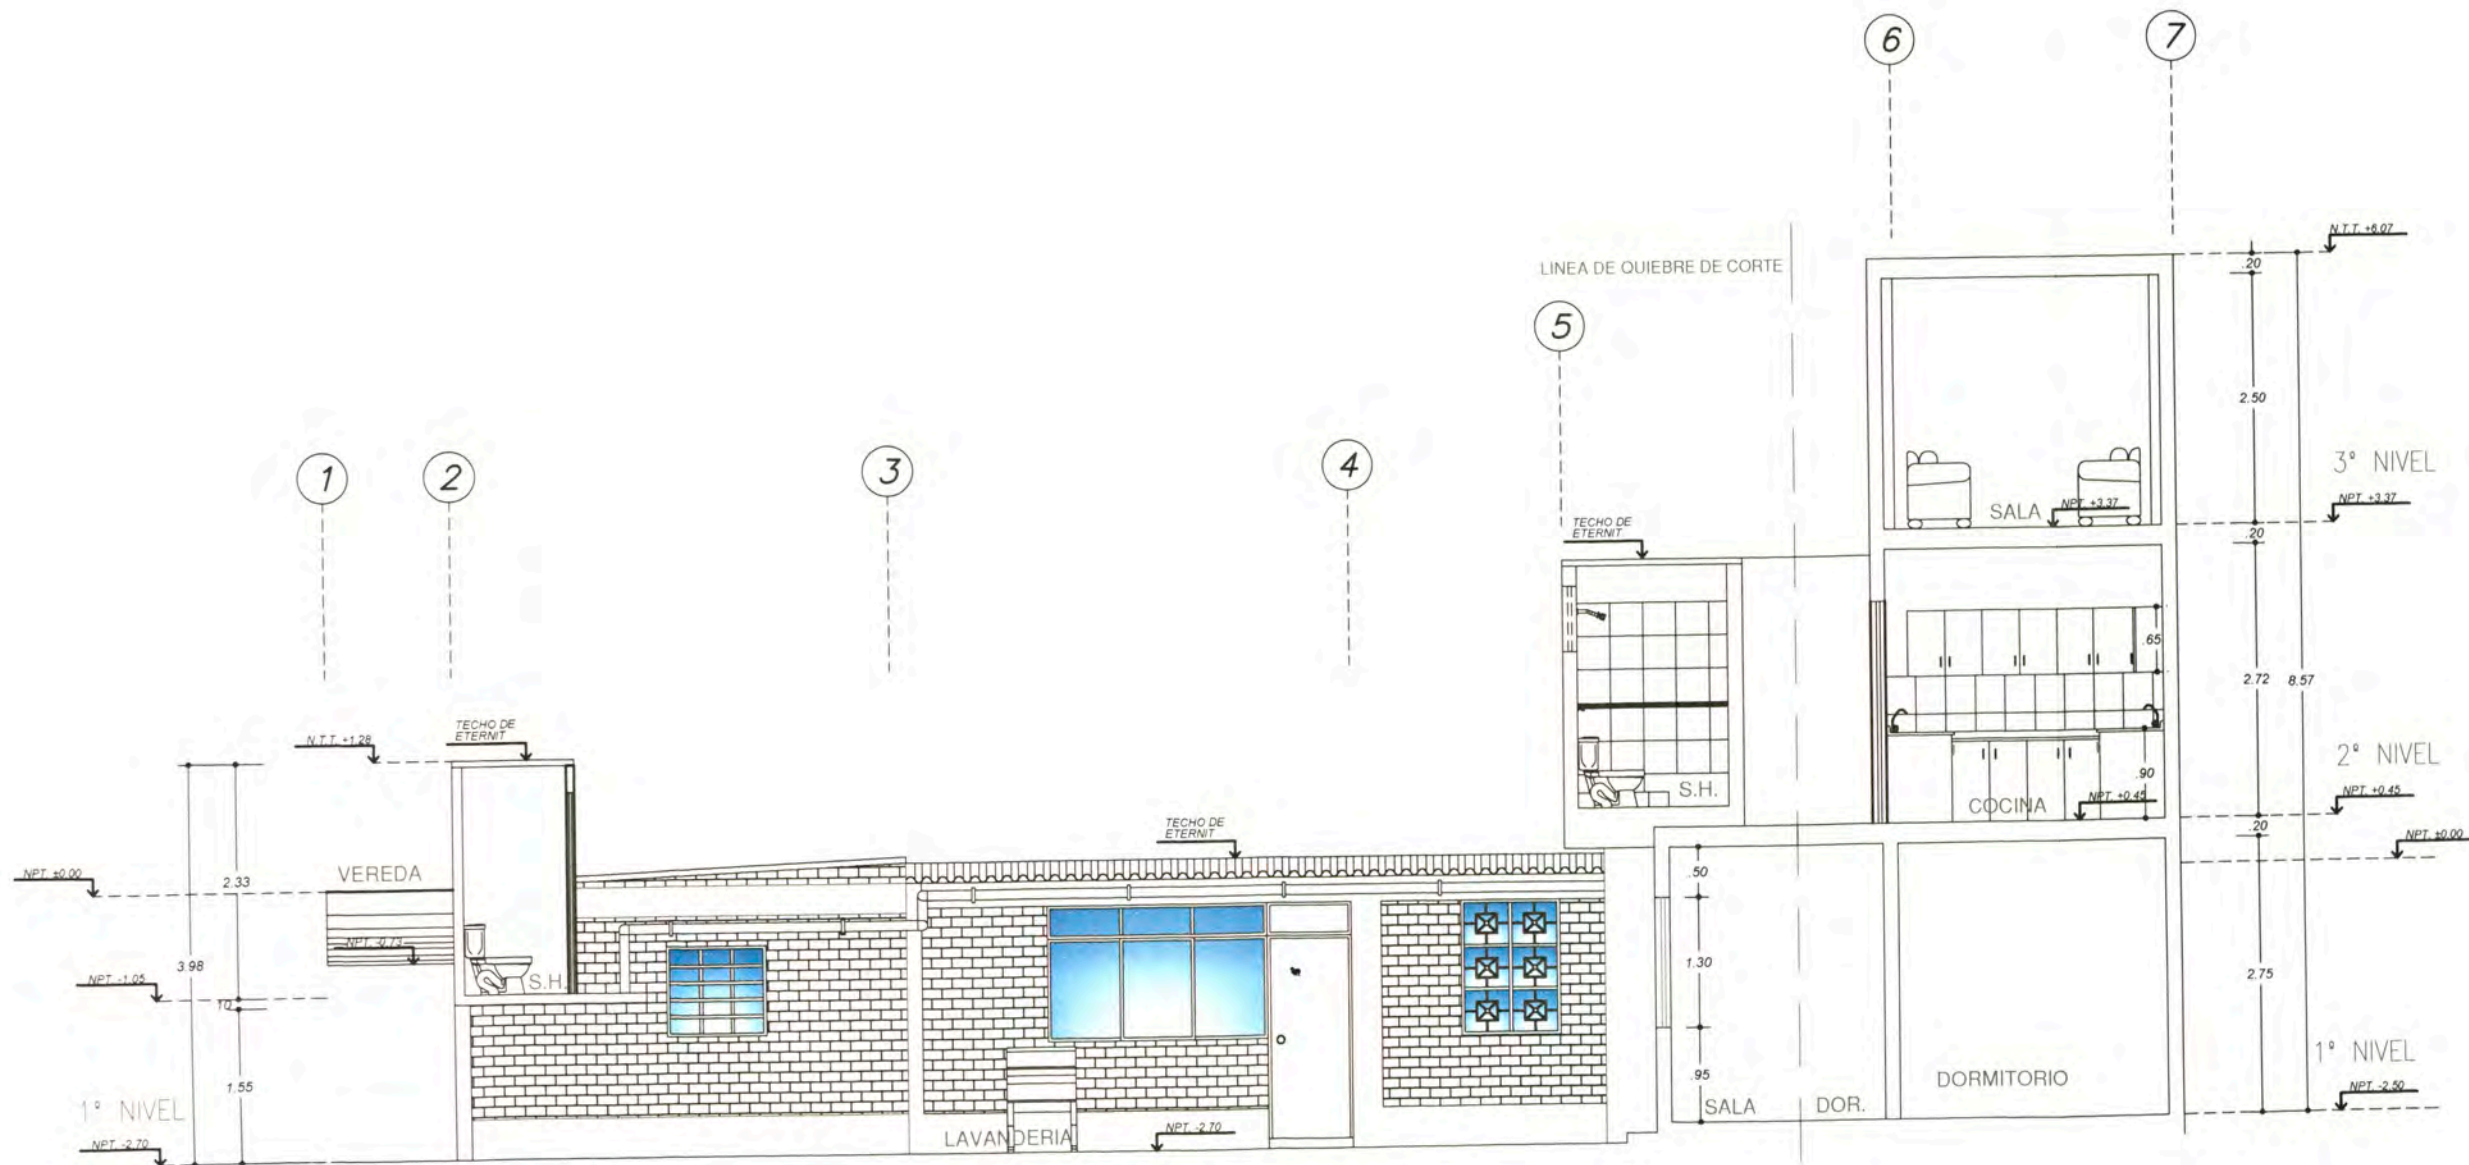 6
7
N.T.T. +6.07
LINEA DE QUIEBRE DE CORTE
.20
5
2.50
3º NIVEL
1
2
3
4
SALA
NPT. +3.37
NPT. +3.37
TECHO DE
ETERNIT
.20
.65
2.72
8.57
TECHO DE
ETERNIT
N.T.T. +1.28
2º NIVEL
.90
S.H.
COCINA
NPT. +0.45
NPT. +0.45
TECHO DE
ETERNIT
.20
NPT. ±0.00
VEREDA
NPT. ±0.00
2.33
.50
NPT. -0.73
3.98
NPT. -1.05
S.H.
1.30
2.75
.10
1.55
.95
1º NIVEL
DORMITORIO
1º NIVEL
SALA
DOR.
NPT. -2.50
LAVANDERIA
NPT. -2.70
NPT. -2.70